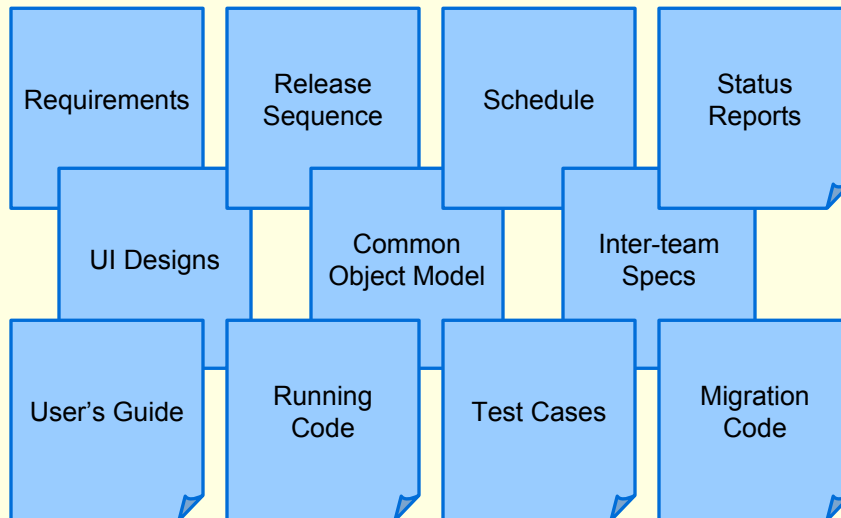 Requirements
Release
Sequence
Schedule
Status
Reports
UI Designs
Common
Object Model
Inter-team
Specs
User’s Guide
Running
Code
Test Cases
Migration
Code